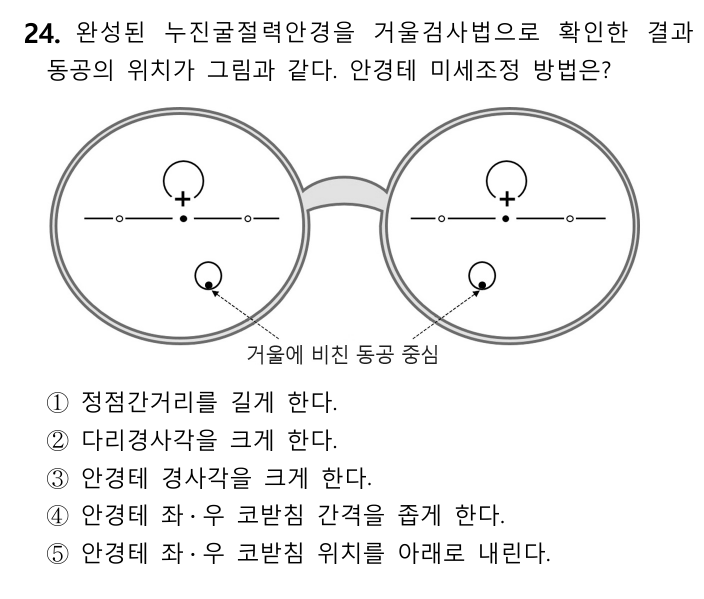 24. 완성된 누진굴절력안경을 거울검사법으로 확인한 결과
동공의 위치가 그림과 같다. 안경테 미세조정 방법은?
거울에 비친 동공 중심
① 정점간거리를 길게 한다.
② 다리경사각을 크게 한다.
③ 안경테 경사각을 크게 한다.
④ 안경테 좌·우 코받침 간격을 좁게 한다.
⑤ 안경테 좌·우 코받침 위치를 아래로 내린다.